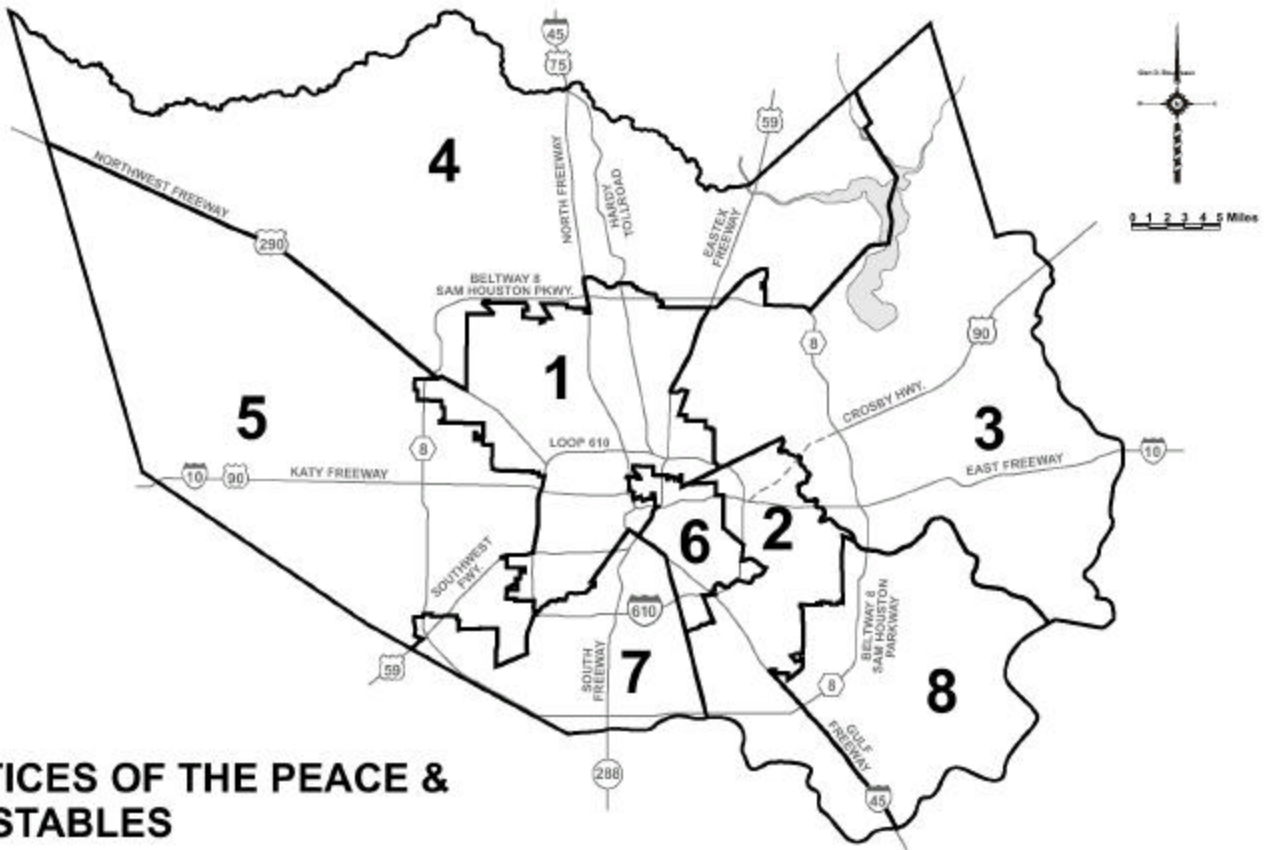 45
75
59
4
NORTHWEST FREEWAY
NORTH FREEWAY
HARDY
TOLLROAD
EASTEX
FREEWAY
0 1 2 3 4 5 Miles
290
BELTWAY 8
SAM HOUSTON PKWY.
8
90
1
5
CROSBY HWY.
3
8
LOOP 610
10
90
KATY FREEWAY
EAST FREEWAY
10
6
2
SOUTHWEST
FWY.
610
BELTWAY 8
SAM HOUSTON
PARKWAY
59
SOUTH
FREEWAY
7
8
8
GULF
FREEWAY
288
45
TICES OF THE PEACE &
STABLES